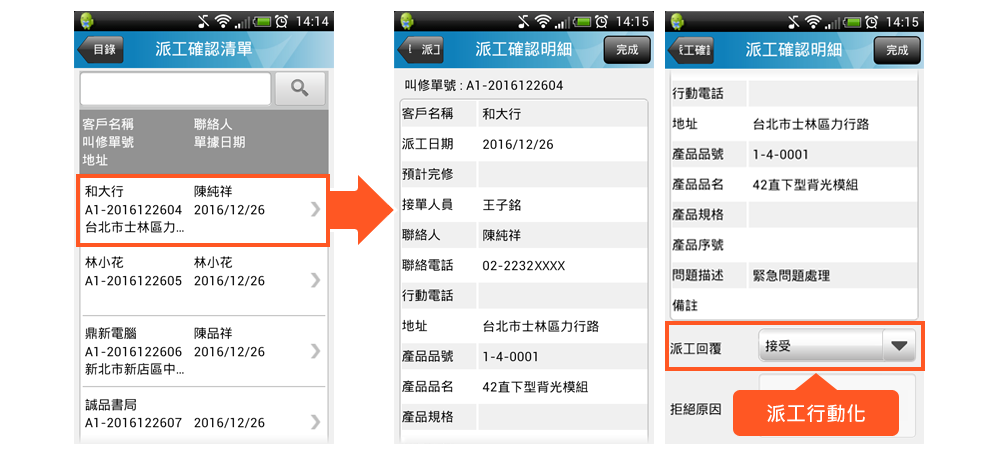 14:14
目錄
派工確認清單
客戶名稱 聯絡人
叫修單號 單據日期
地址
和大行 陳純祥
A1-2016122604 2016/12/26
台北市士林區力...
林小花 林小花
A1-2016122605 2016/12/26
鼎新電腦 陳品祥
A1-2016122606 2016/12/26
新北市新店區中...
誠品書局
A1-2016122607 2016/12/26
14:15
派工確認明細
完成
叫修單號 : A1-2016122604
客戶名稱 和大行
派工日期 2016/12/26
預計完修
接單人員 王子銘
聯絡人 陳純祥
聯絡電話 02-2232XXXX
行動電話
地址 台北市士林區力行路
產品品號 1-4-0001
產品品名 42直下型背光模組
產品規格
14:15
派工確認明細
完成
行動電話
地址 台北市士林區力行路
產品品號 1-4-0001
產品品名 42直下型背光模組
產品規格
產品序號
問題描述 緊急問題處理
備註
派工回覆 接受
拒絕原因
派工行動化